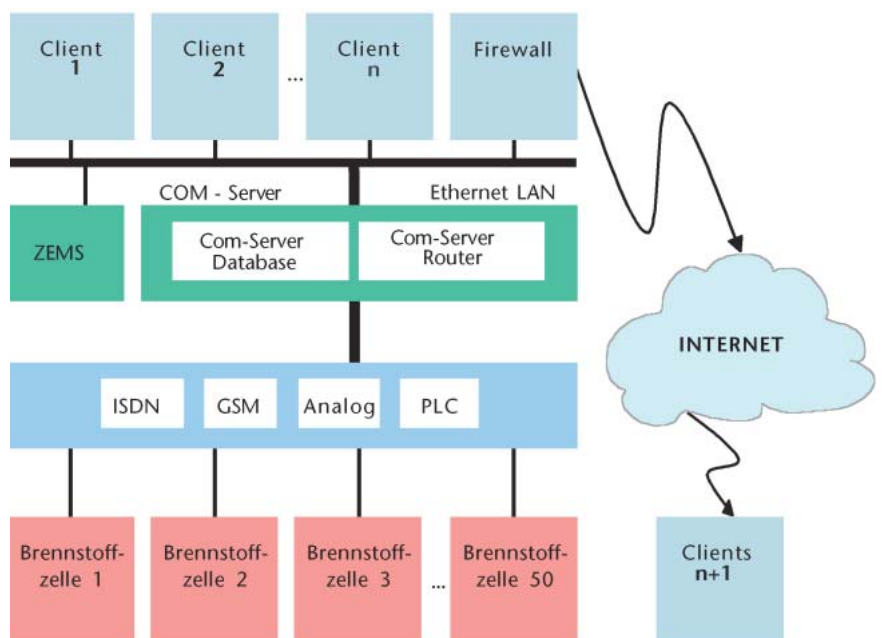 Client
1
Client
2
...
Client
n
Firewall
COM - Server
Ethernet LAN
ZEMS
Com-Server
Database
Com-Server
Router
INTERNET
ISDN
GSM
Analog
PLC
Brennstoff-
zelle 1
Brennstoff-
zelle 2
Brennstoff-
zelle 3
...
Brennstoff-
zelle 50
Clients
n+1